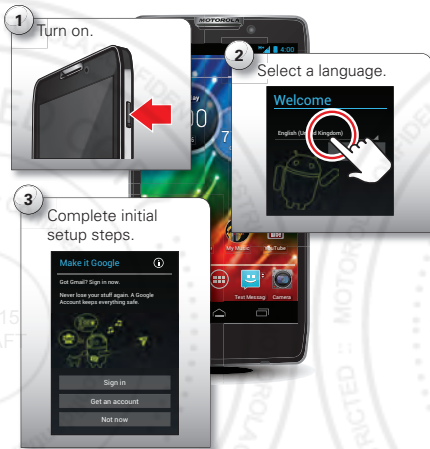 1
Turn on.
MOTOROLA
4:00
2
Select a language.
Welcome
English (United Kingdom)
3
Complete initial
setup steps.
Make it Google
Got Gmail? Sign in now.
Never lose your stuff again. A Google
Account keeps everything safe.
Sign in
Get an account
Not now
My Music
YouTube
Text Messag
Camera